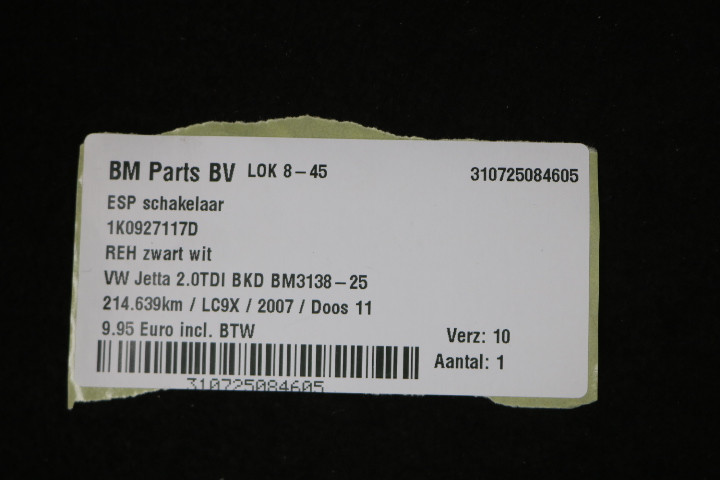 BM Parts BV LOK 8-45 310725084605
ESP schakelaar
1K0927117D
REH zwart wit
VW Jetta 2.0TDI BKD BM3138-25
214.639km / LC9X / 2007 / Doos 11
9.95 Euro incl. BTW
Verz: 10
Aantal: 1
310725084605